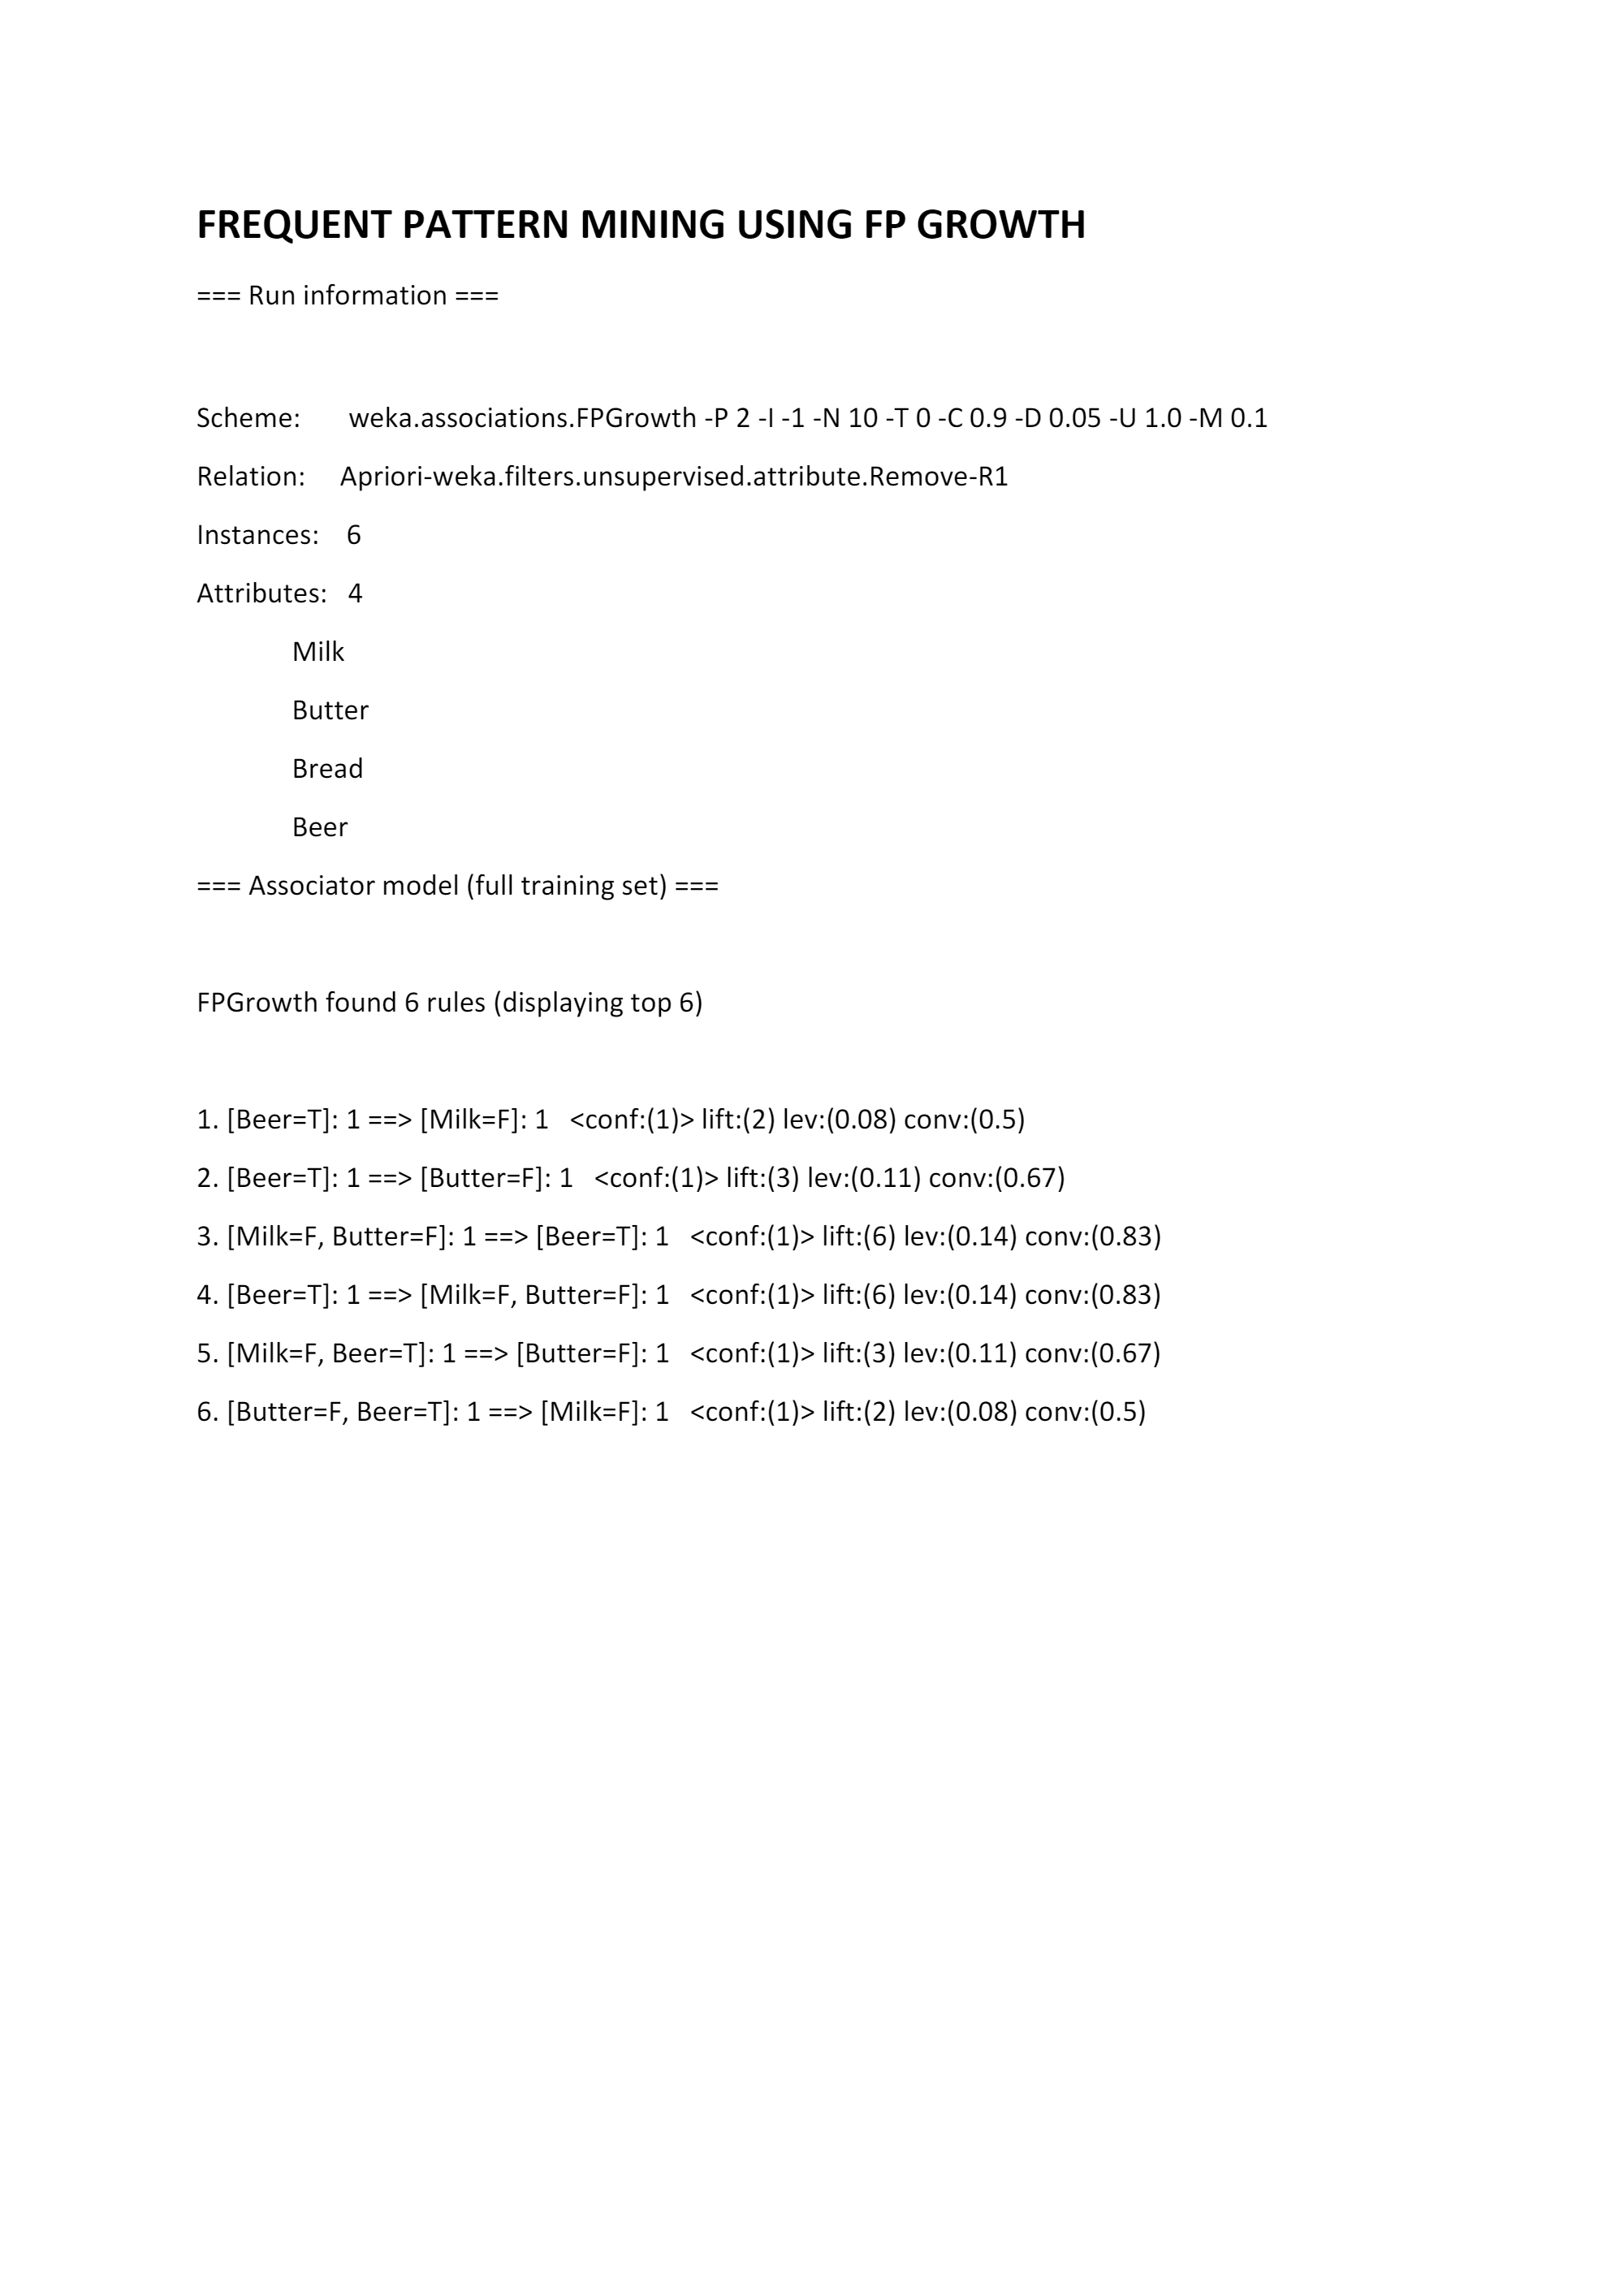 FREQUENT PATTERN MINING USING FP GROWTH
=== Run information ===
Scheme: weka.associations.FPGrowth -P 2 -I -1 -N 10 -T 0 -C 0.9 -D 0.05 -U 1.0 -M 0.1
Relation: Apriori-weka.filters.unsupervised.attribute.Remove-R1
Instances: 6
Attributes: 4
Milk
Butter
Bread
Beer
=== Associator model (full training set) ===
FPGrowth found 6 rules (displaying top 6)
1. [Beer=T]: 1 ==> [Milk=F]: 1 <conf:(1)> lift:(2) lev:(0.08) conv:(0.5)
2. [Beer=T]: 1 ==> [Butter=F]: 1 <conf:(1)> lift:(3) lev:(0.11) conv:(0.67)
3. [Milk=F, Butter=F]: 1 ==> [Beer=T]: 1 <conf:(1)> lift:(6) lev:(0.14) conv:(0.83)
4. [Beer=T]: 1 ==> [Milk=F, Butter=F]: 1 <conf:(1)> lift:(6) lev:(0.14) conv:(0.83)
5. [Milk=F, Beer=T]: 1 ==> [Butter=F]: 1 <conf:(1)> lift:(3) lev:(0.11) conv:(0.67)
6. [Butter=F, Beer=T]: 1 ==> [Milk=F]: 1 <conf:(1)> lift:(2) lev:(0.08) conv:(0.5)